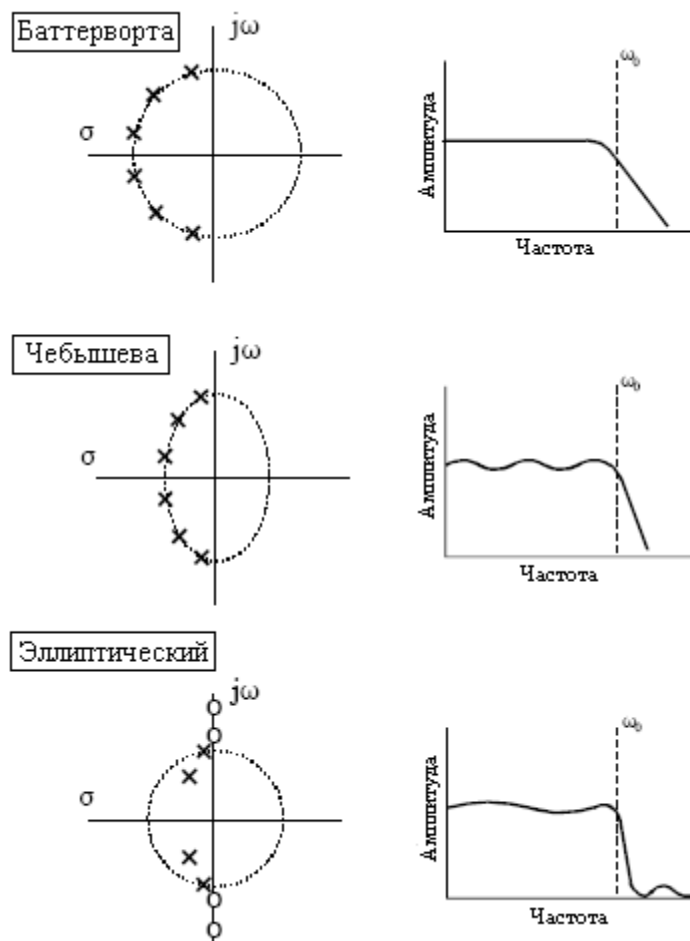 Баттерворта
jω
σ
ω₀
Амплитуда
Частота
Чебышева
jω
σ
ω₀
Амплитуда
Частота
Эллиптический
jω
σ
ω₀
Амплитуда
Частота